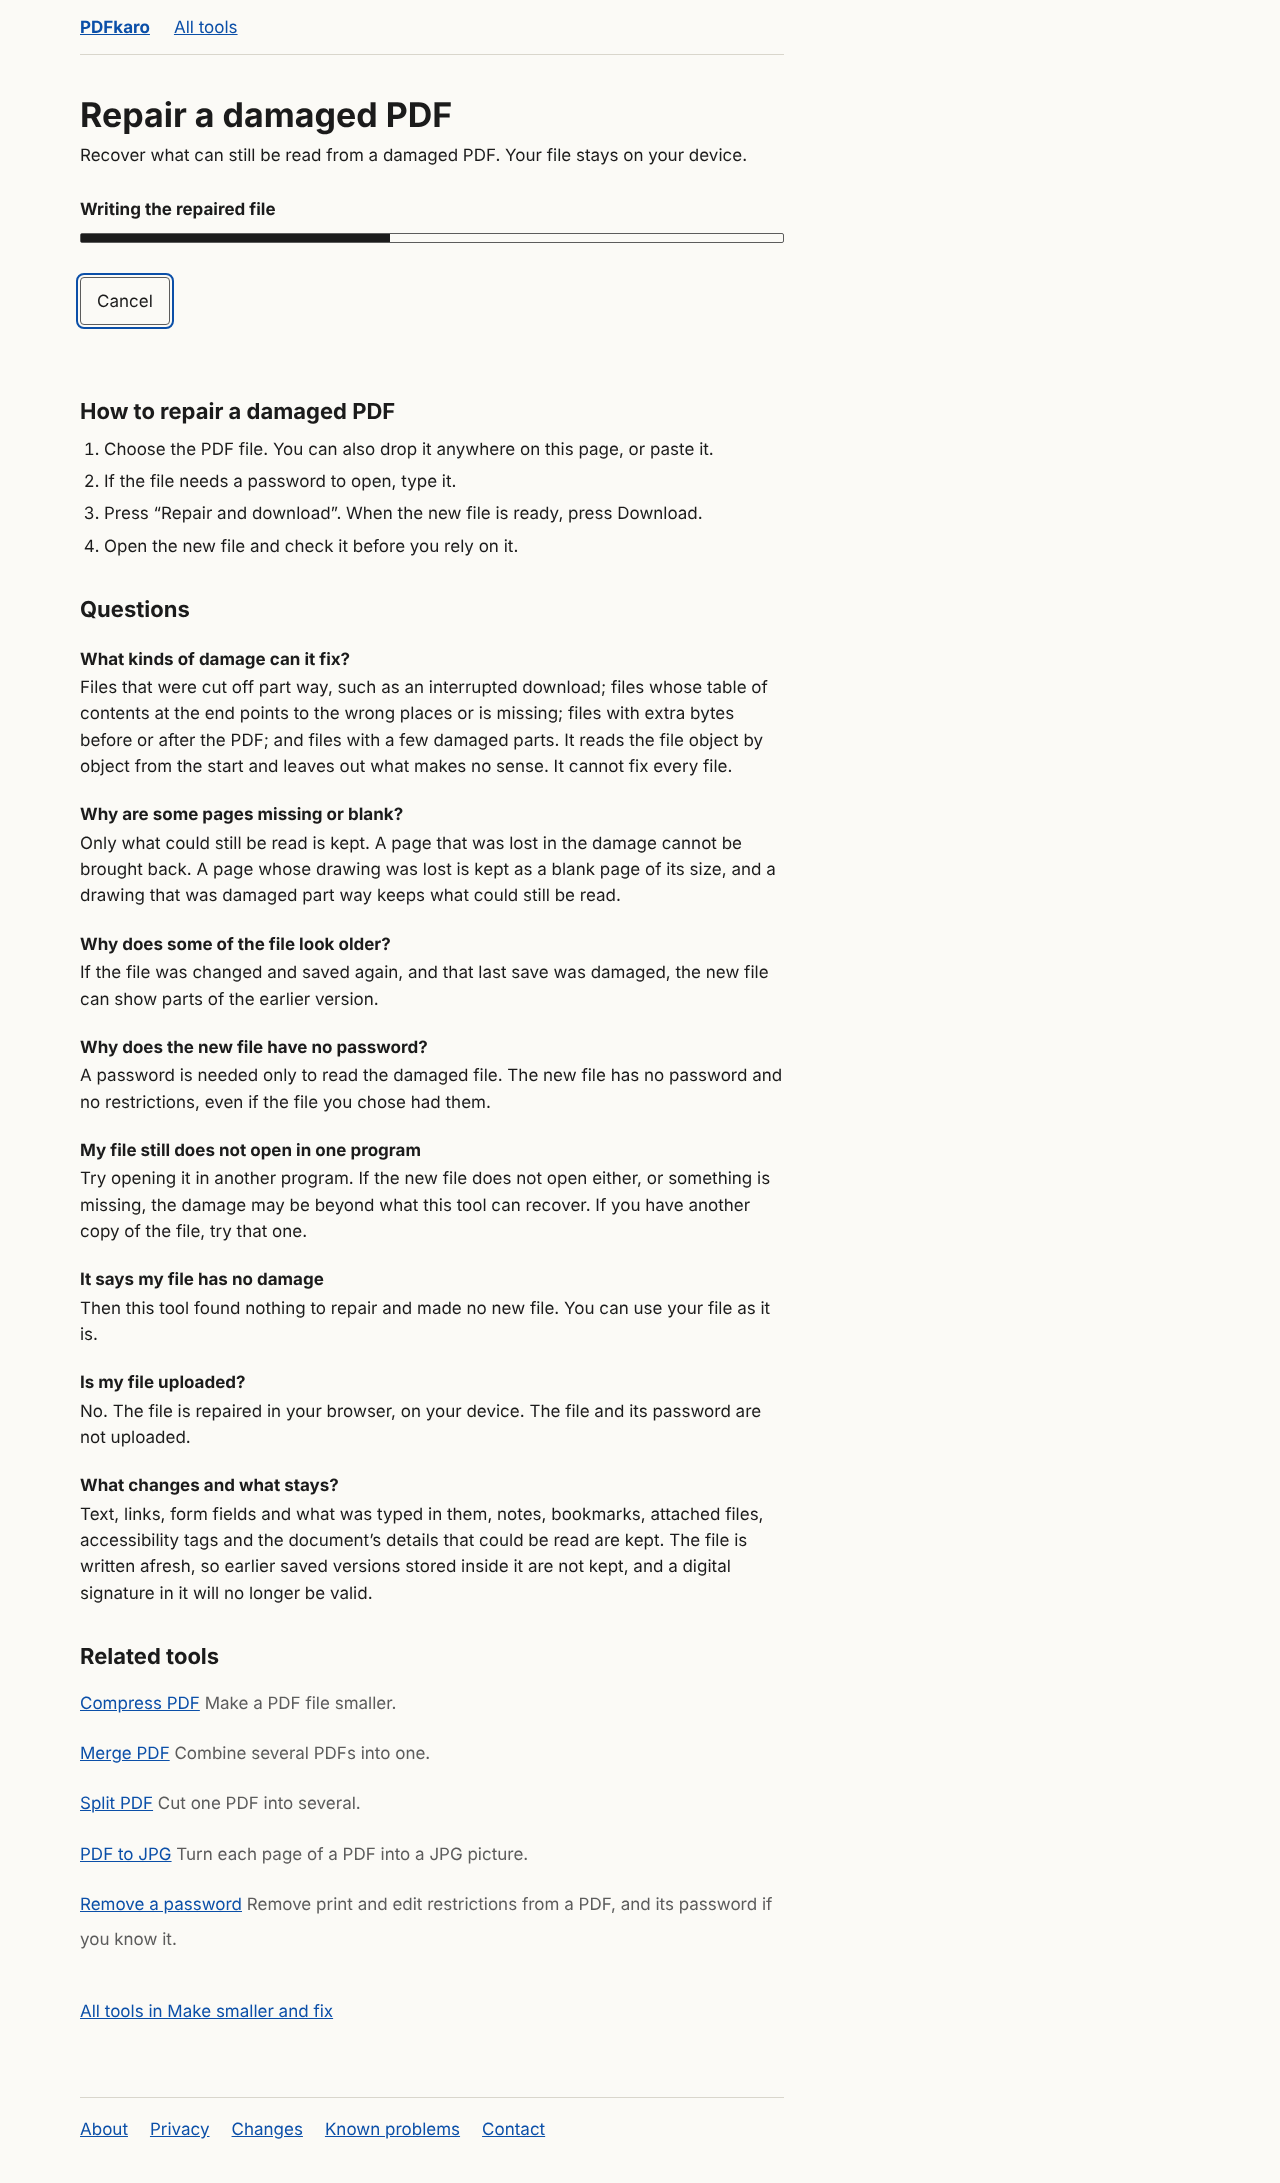 PDFkaro All tools
Repair a damaged PDF
Recover what can still be read from a damaged PDF. Your file stays on your device.
Writing the repaired file
Cancel
How to repair a damaged PDF
1. Choose the PDF file. You can also drop it anywhere on this page, or paste it.
2. If the file needs a password to open, type it.
3. Press “Repair and download”. When the new file is ready, press Download.
4. Open the new file and check it before you rely on it.
Questions
What kinds of damage can it fix?
Files that were cut off part way, such as an interrupted download; files whose table of
contents at the end points to the wrong places or is missing; files with extra bytes
before or after the PDF; and files with a few damaged parts. It reads the file object by
object from the start and leaves out what makes no sense. It cannot fix every file.
Why are some pages missing or blank?
Only what could still be read is kept. A page that was lost in the damage cannot be
brought back. A page whose drawing was lost is kept as a blank page of its size, and a
drawing that was damaged part way keeps what could still be read.
Why does some of the file look older?
If the file was changed and saved again, and that last save was damaged, the new file
can show parts of the earlier version.
Why does the new file have no password?
A password is needed only to read the damaged file. The new file has no password and
no restrictions, even if the file you chose had them.
My file still does not open in one program
Try opening it in another program. If the new file does not open either, or something is
missing, the damage may be beyond what this tool can recover. If you have another
copy of the file, try that one.
It says my file has no damage
Then this tool found nothing to repair and made no new file. You can use your file as it
is.
Is my file uploaded?
No. The file is repaired in your browser, on your device. The file and its password are
not uploaded.
What changes and what stays?
Text, links, form fields and what was typed in them, notes, bookmarks, attached files,
accessibility tags and the document’s details that could be read are kept. The file is
written afresh, so earlier saved versions stored inside it are not kept, and a digital
signature in it will no longer be valid.
Related tools
Compress PDF Make a PDF file smaller.
Merge PDF Combine several PDFs into one.
Split PDF Cut one PDF into several.
PDF to JPG Turn each page of a PDF into a JPG picture.
Remove a password Remove print and edit restrictions from a PDF, and its password if
you know it.
All tools in Make smaller and fix
About Privacy Changes Known problems Contact